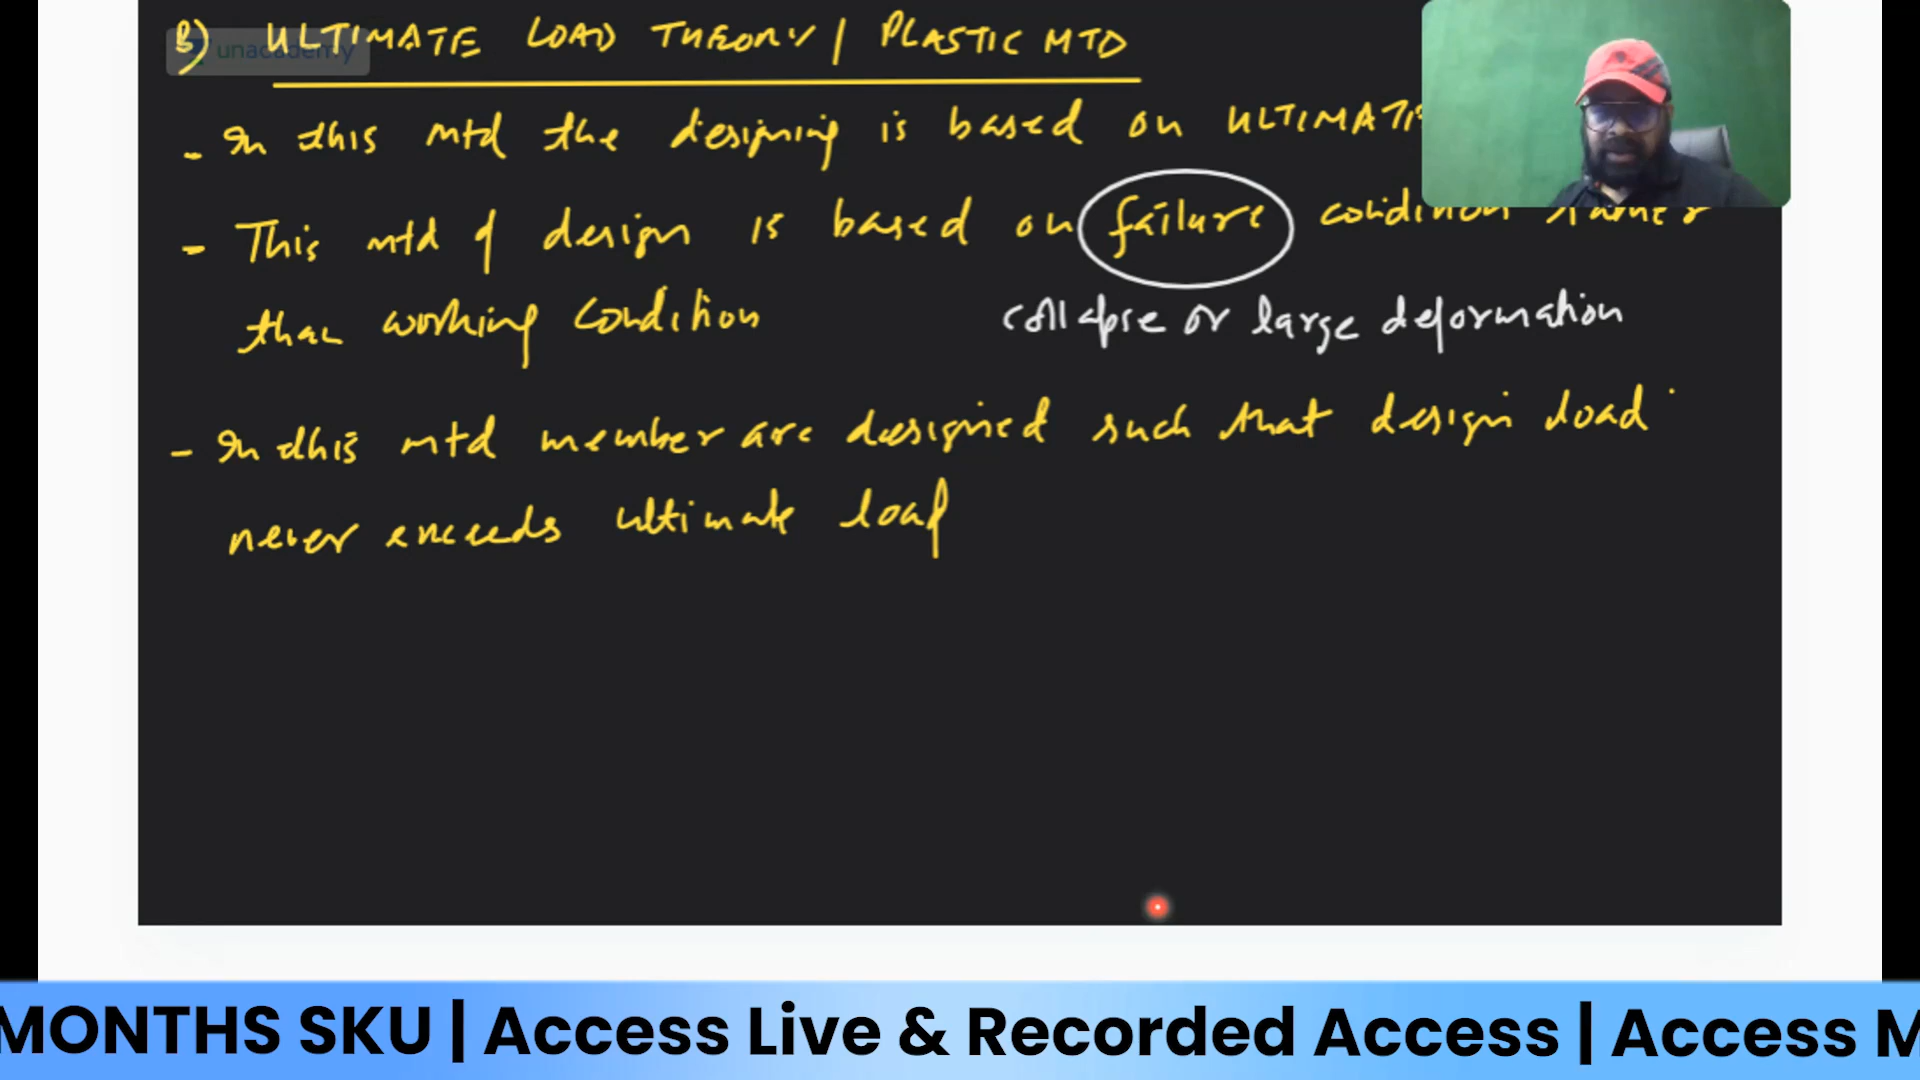 B) ULTIMATE LOAD THEORY / PLASTIC MTD
unacademy
- In this mtd the designing is based on ULTIMATE
- This mtd of design is based on failure condition rather
than working condition
collapse or large deformation
- In this mtd member are designed such that design load
never exceeds ultimate load
MONTHS SKU | Access Live & Recorded Access | Access M